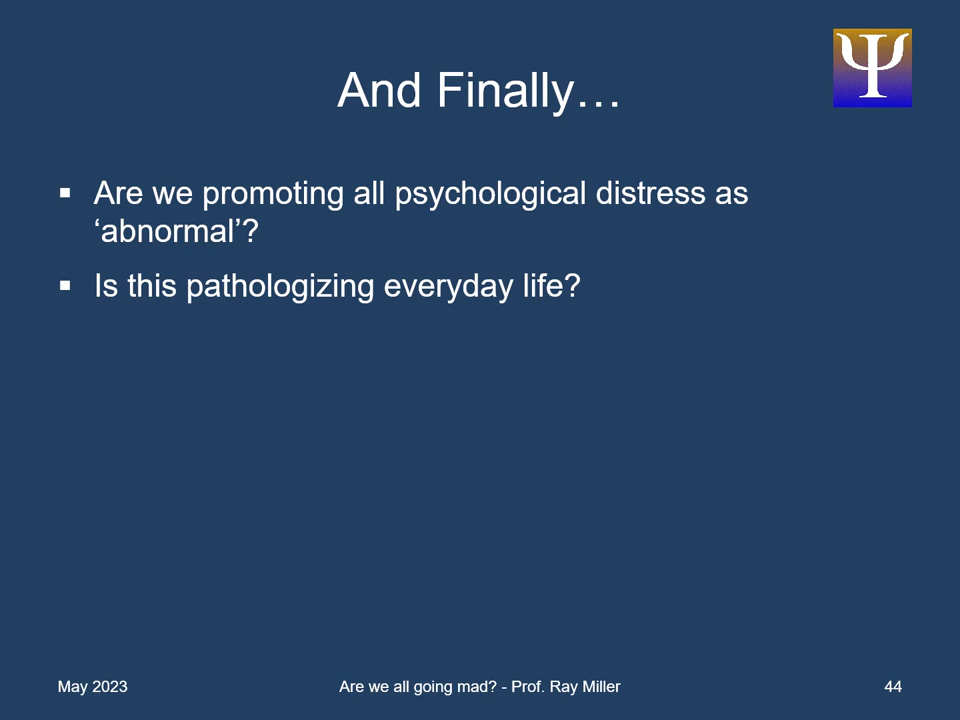 Ψ
And Finally…
▪ Are we promoting all psychological distress as
‘abnormal’?
▪ Is this pathologizing everyday life?
May 2023 Are we all going mad? - Prof. Ray Miller 44